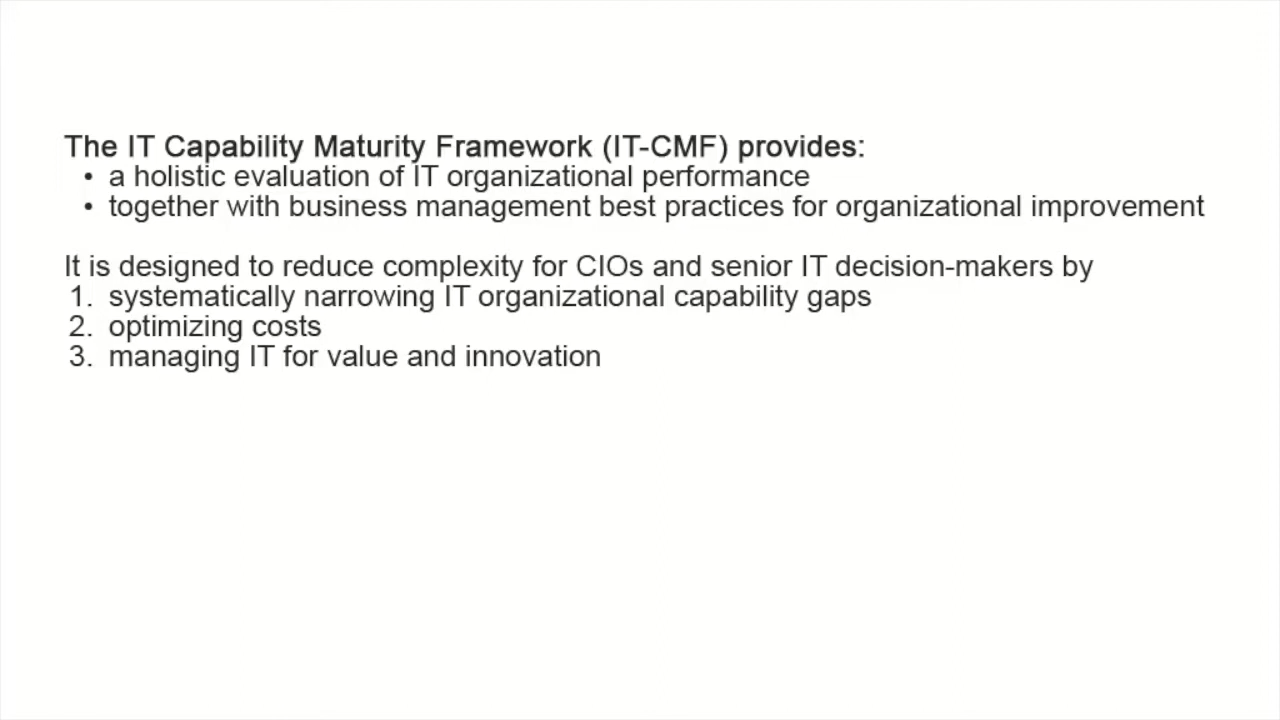 The IT Capability Maturity Framework (IT-CMF) provides:
• a holistic evaluation of IT organizational performance
• together with business management best practices for organizational improvement
It is designed to reduce complexity for CIOs and senior IT decision-makers by
1. systematically narrowing IT organizational capability gaps
2. optimizing costs
3. managing IT for value and innovation